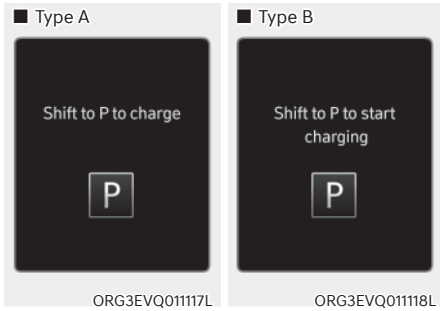 ■ Type A
Shift to P to charge
P
ORG3EVQ011117L
■ Type B
Shift to P to start
charging
P
ORG3EVQ011118L